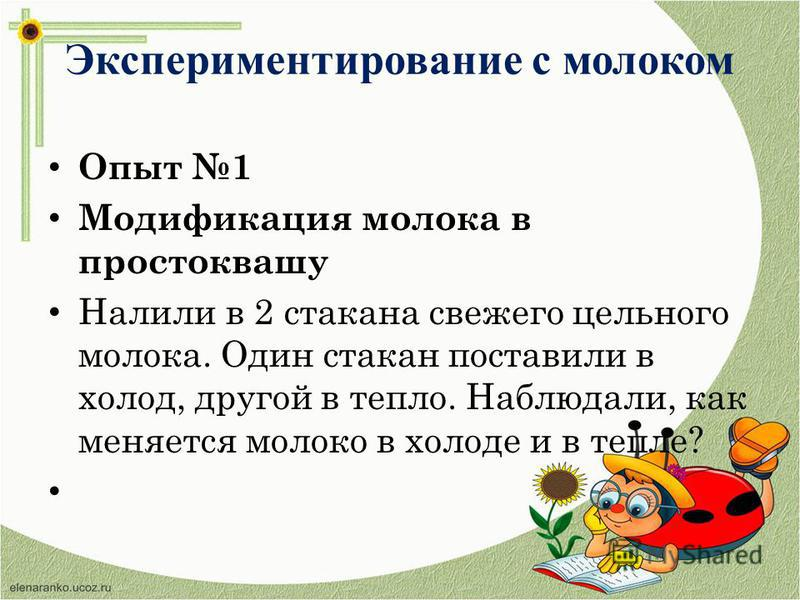 Экспериментирование с молоком
• Опыт №1
• Модификация молока в
простоквашу
• Налили в 2 стакана свежего цельного
молока. Один стакан поставили в
холод, другой в тепло. Наблюдали, как
меняется молоко в холоде и в тепле?
•
MyShared
elenaranko.ucoz.ru